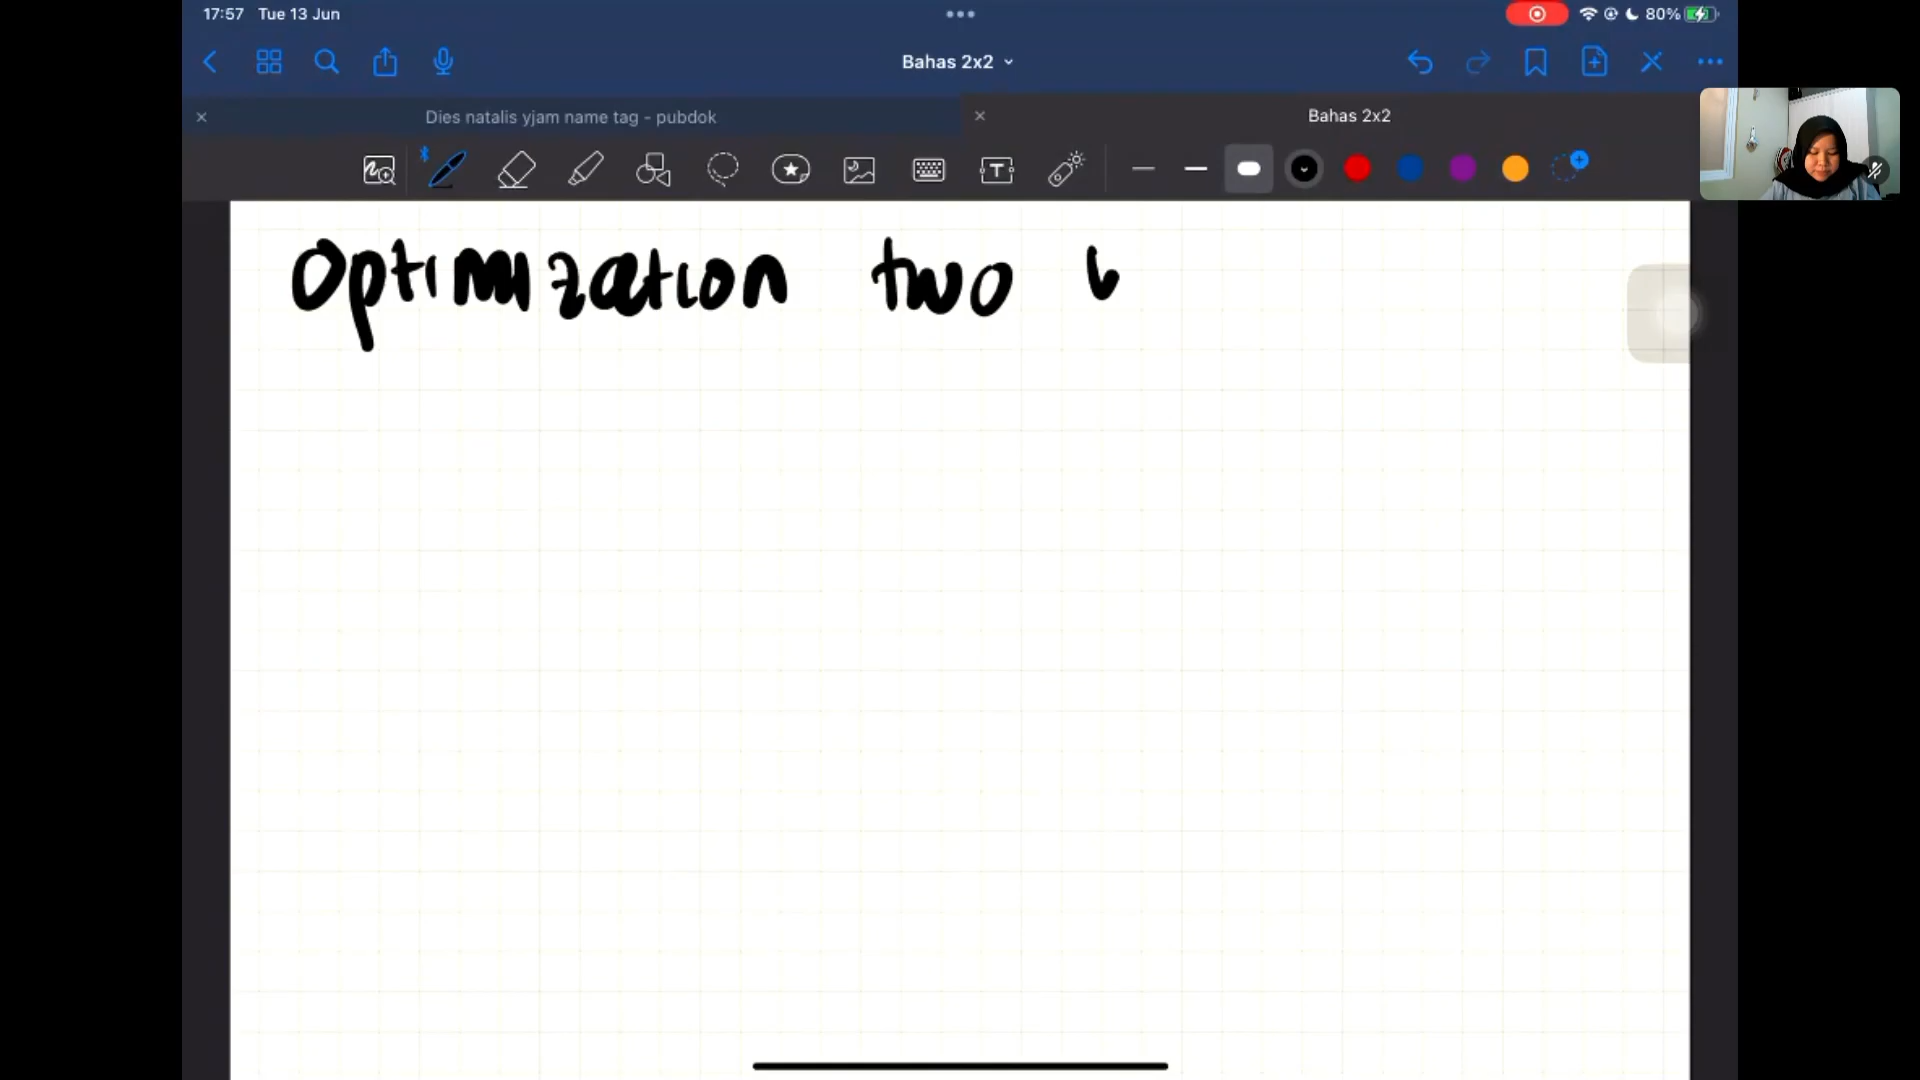 17:57 Tue 13 Jun
80%
Bahas 2x2
Dies natalis yjam name tag - pubdok
Bahas 2x2
T
Optimization two